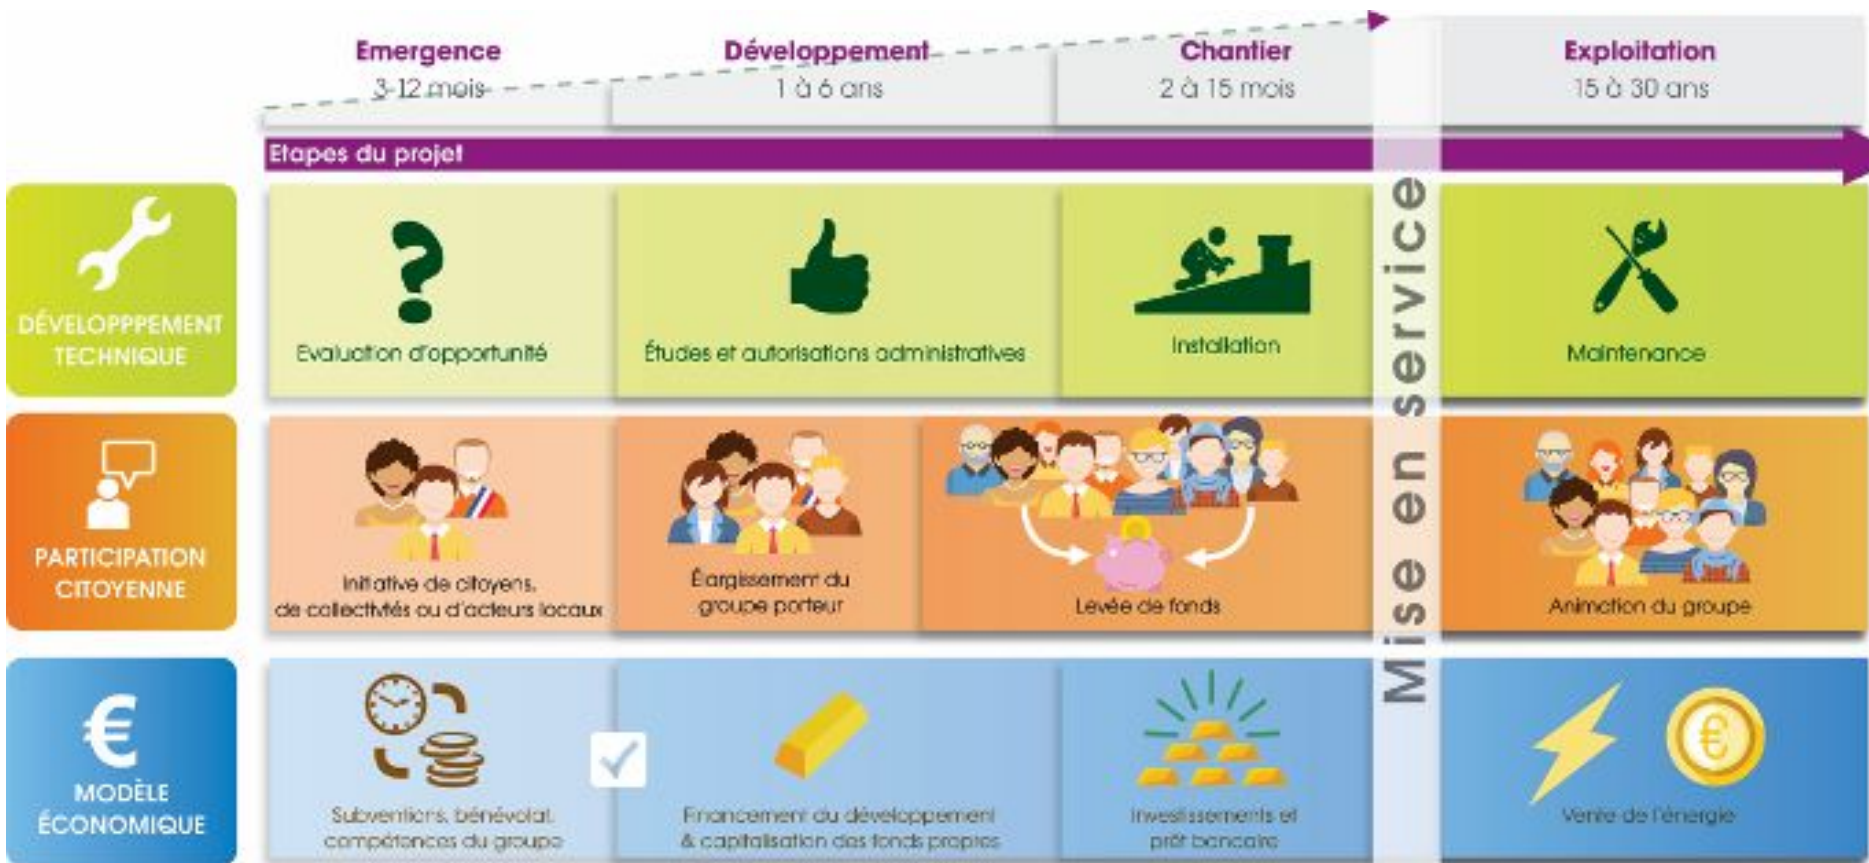 Emergence
3-12 mois
Développement
1 à 6 ans
Chantier
2 à 15 mois
Exploitation
15 à 30 ans
Etapes du projet
Mise en service
DÉVELOPPPEMENT
TECHNIQUE
Evaluation d'opportunité
Études et autorisations administratives
Installation
Maintenance
PARTICIPATION
CITOYENNE
Initiative de citoyens,
de collectivités ou d'acteurs locaux
Élargissement du
groupe porteur
Levée de fonds
Animation du groupe
€
MODÈLE
ÉCONOMIQUE
Subventions, bénévolat,
compétences du groupe
Financement du développement
& capitalisation des fonds propres
Investissements et
prêt bancaire
€
Vente de l'énergie